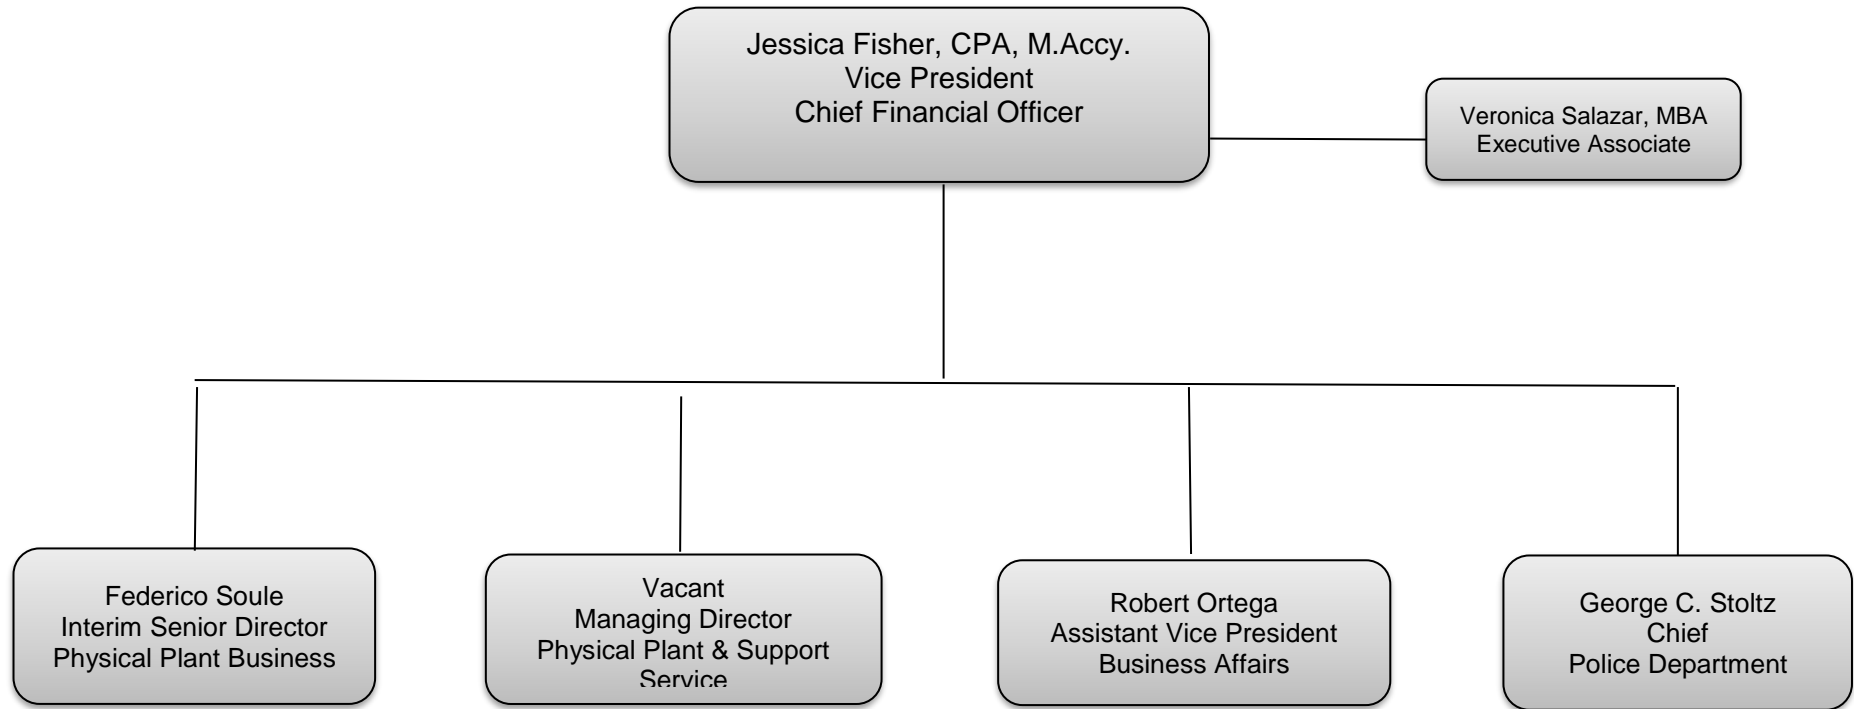 Jessica Fisher, CPA, M.Accy.
Vice President
Chief Financial Officer
Veronica Salazar, MBA
Executive Associate
Federico Soule
Interim Senior Director
Physical Plant Business
Vacant
Managing Director
Physical Plant & Support
Service
Robert Ortega
Assistant Vice President
Business Affairs
George C. Stoltz
Chief
Police Department